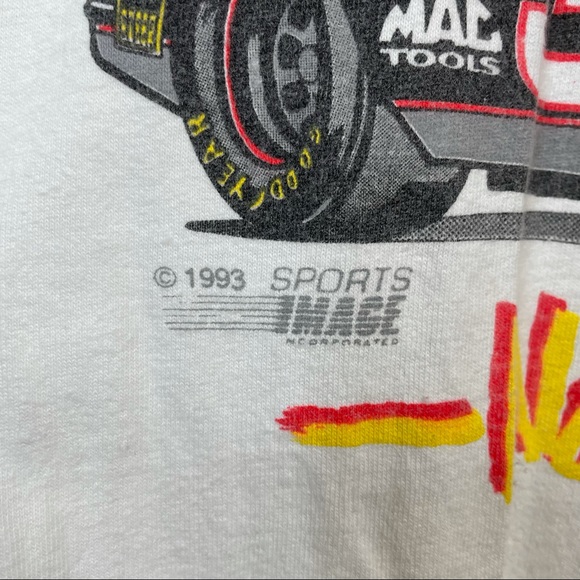 MAC
TOOLS
GOODYEAR
© 1993 SPORTS
IMAGE
INCORPORATED